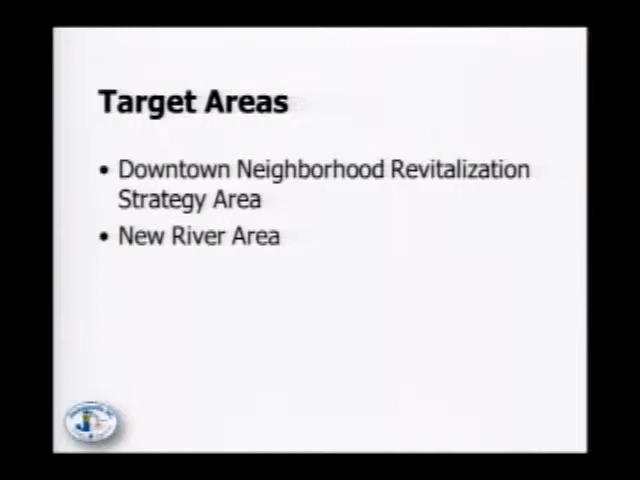 Target Areas
• Downtown Neighborhood Revitalization
Strategy Area
• New River Area